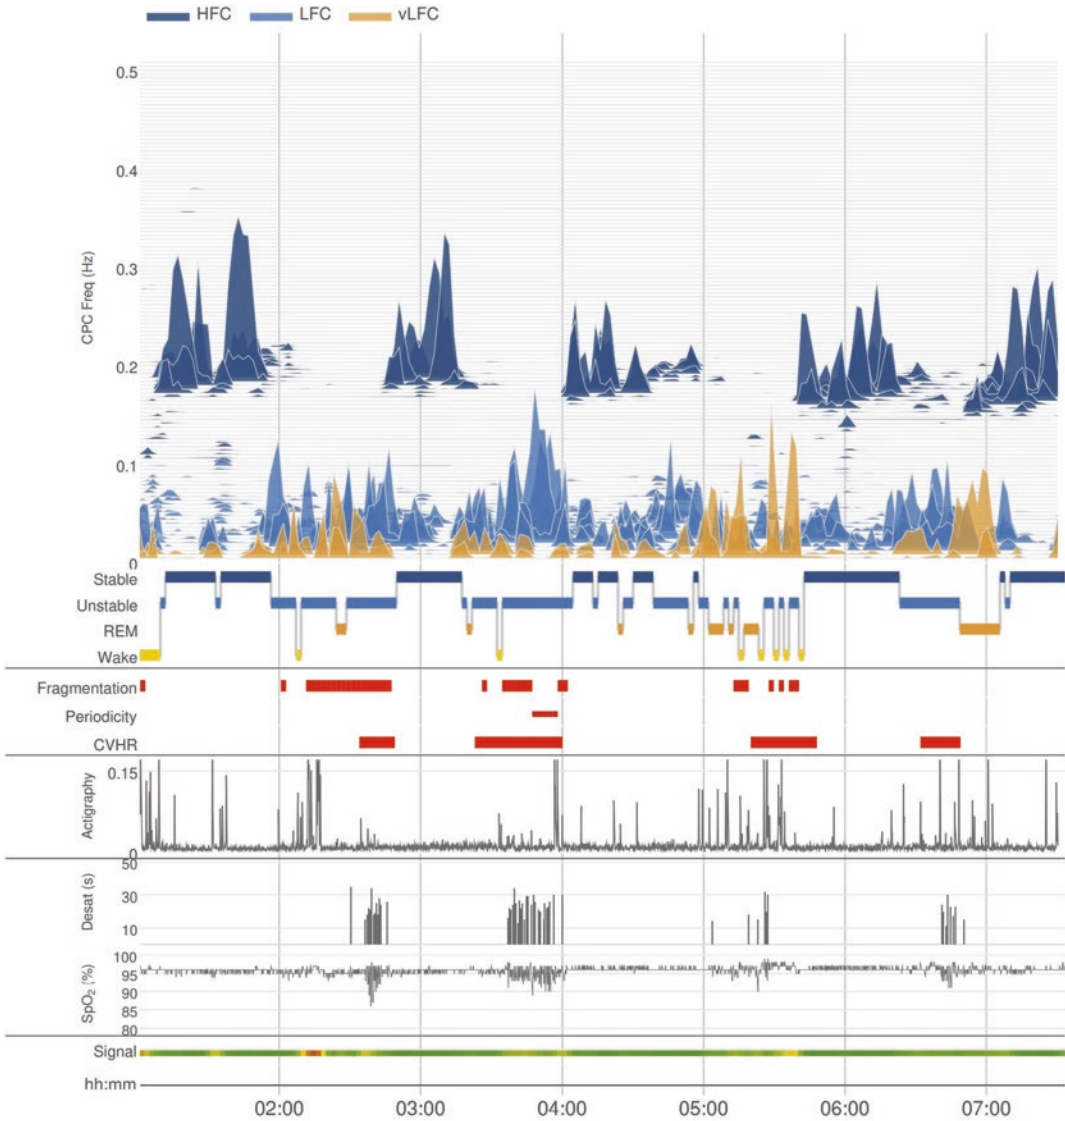 HFC LFC vLFC
CPC Freq (Hz)
0.5
0.4
0.3
0.2
0.1
0
Stable
Unstable
REM
Wake
Fragmentation
Periodicity
CVHR
Actigraphy
0.15
0
Desat (s)
50
30
10
SpO2 (%)
100
95
90
85
80
Signal
hh:mm
02:00 03:00 04:00 05:00 06:00 07:00